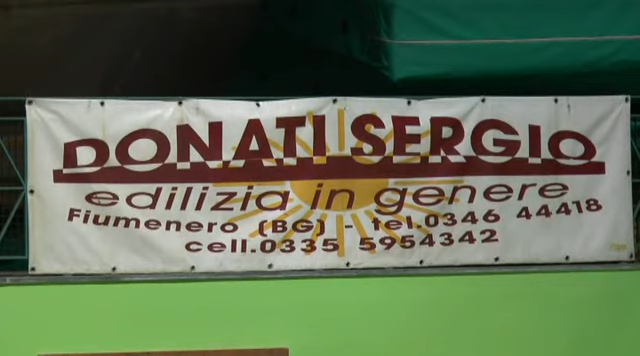 DONATI SERGIO
edilizia in genere
Fiumenero (BG) - tel.0346 44418
cell.0335 5954342